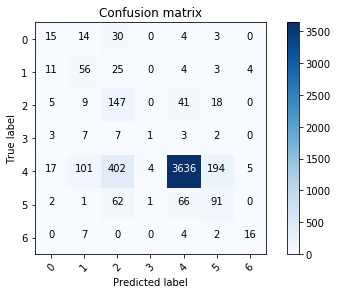 Confusion matrix
0 15 14 30 0 4 3 0
1 11 56 25 0 4 3 4
2 5 9 147 0 41 18 0
3 3 7 7 1 3 2 0
4 17 101 402 4 3636 194 5
5 2 1 62 1 66 91 0
6 0 7 0 0 4 2 16
0 1 2 3 4 5 6
True label
Predicted label
3500
3000
2500
2000
1500
1000
500
0